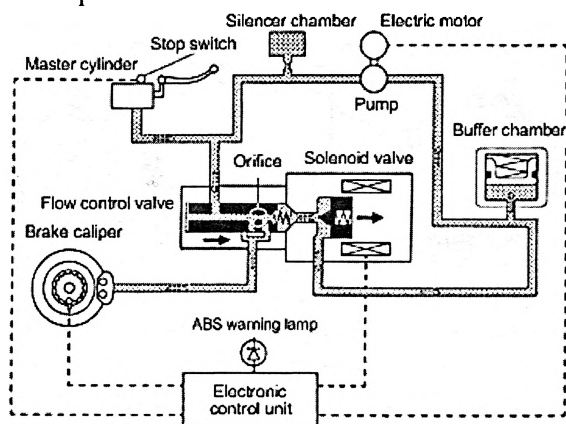 Silencer chamber
Electric motor
Stop switch
Master cylinder
Pump
Buffer chamber
Orifice
Solenoid valve
Flow control valve
Brake caliper
ABS warning lamp
Electronic
control unit